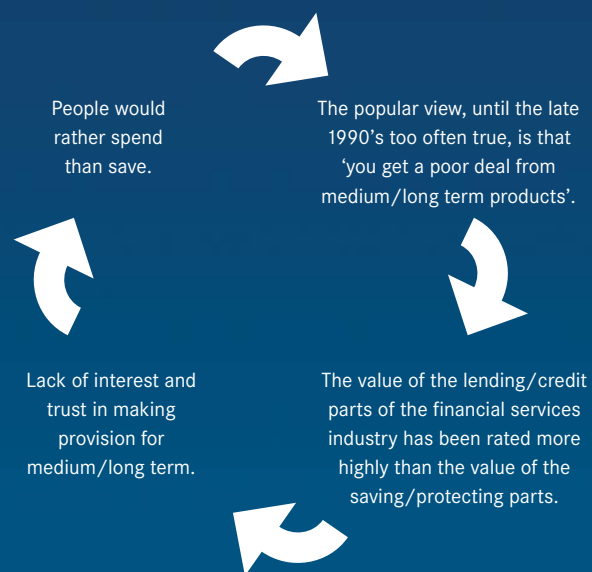 People would
rather spend
than save.
The popular view, until the late
1990's too often true, is that
‘you get a poor deal from
medium/long term products’.
The value of the lending/credit
parts of the financial services
industry has been rated more
highly than the value of the
saving/protecting parts.
Lack of interest and
trust in making
provision for
medium/long term.